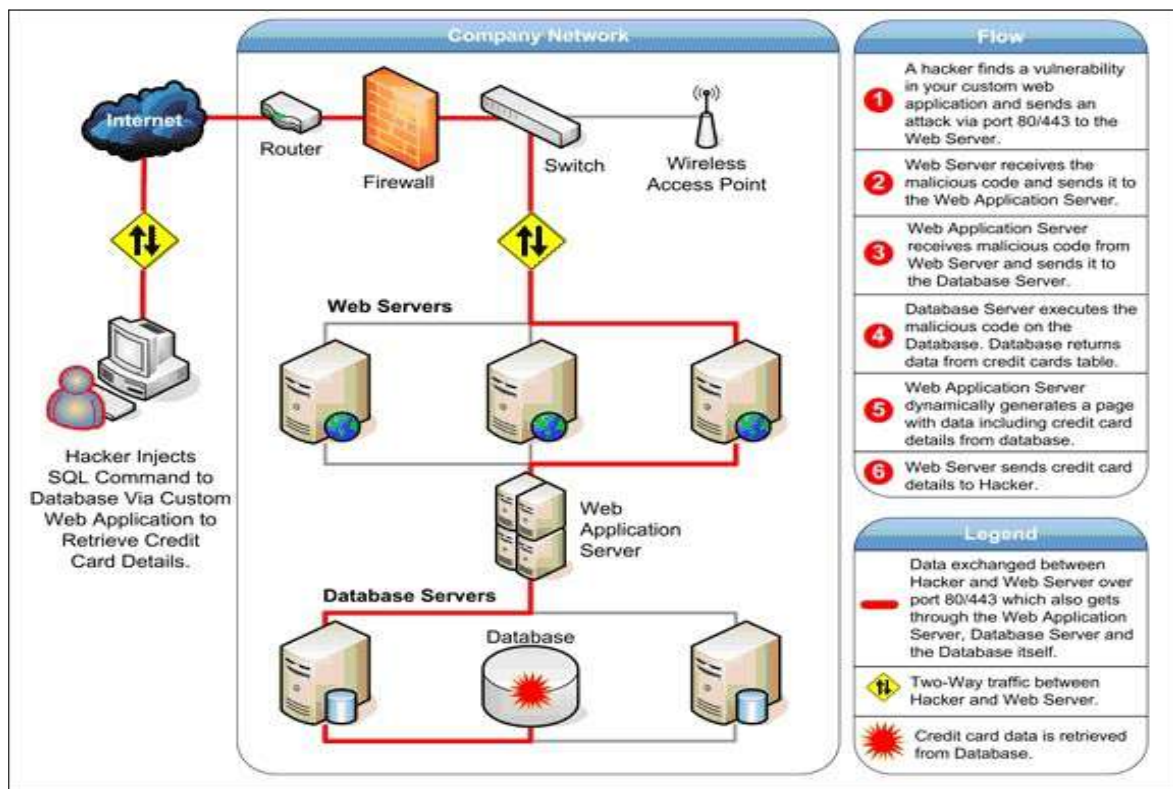 Company Network
Internet
Router
Firewall
Switch
Wireless
Access Point
Web Servers
Hacker Injects
SQL Command to
Database Via Custom
Web Application to
Retrieve Credit
Card Details.
Web
Application
Server
Database Servers
Database
Flow
1
A hacker finds a vulnerability
in your custom web
application and sends an
attack via port 80/443 to the
Web Server.
2
Web Server receives the
malicious code and sends it to
the Web Application Server.
3
Web Application Server
receives malicious code from
Web Server and sends it to
the Database Server.
4
Database Server executes the
malicious code on the
Database. Database returns
data from credit cards table.
5
Web Application Server
dynamically generates a page
with data including credit card
details from database.
6
Web Server sends credit card
details to Hacker.
Legend
Data exchanged between
Hacker and Web Server over
port 80/443 which also gets
through the Web Application
Server, Database Server and
the Database itself.
Two-Way traffic between
Hacker and Web Server.
Credit card data is retrieved
from Database.